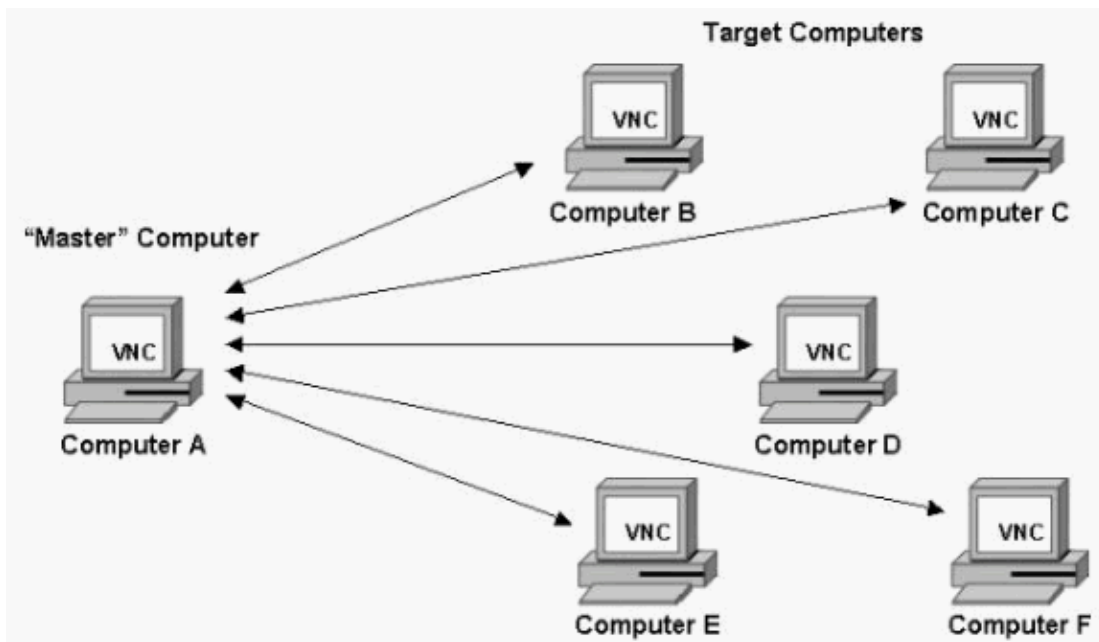 Target Computers
VNC
VNC
Computer B
Computer C
“Master” Computer
VNC
VNC
Computer A
Computer D
VNC
VNC
Computer E
Computer F